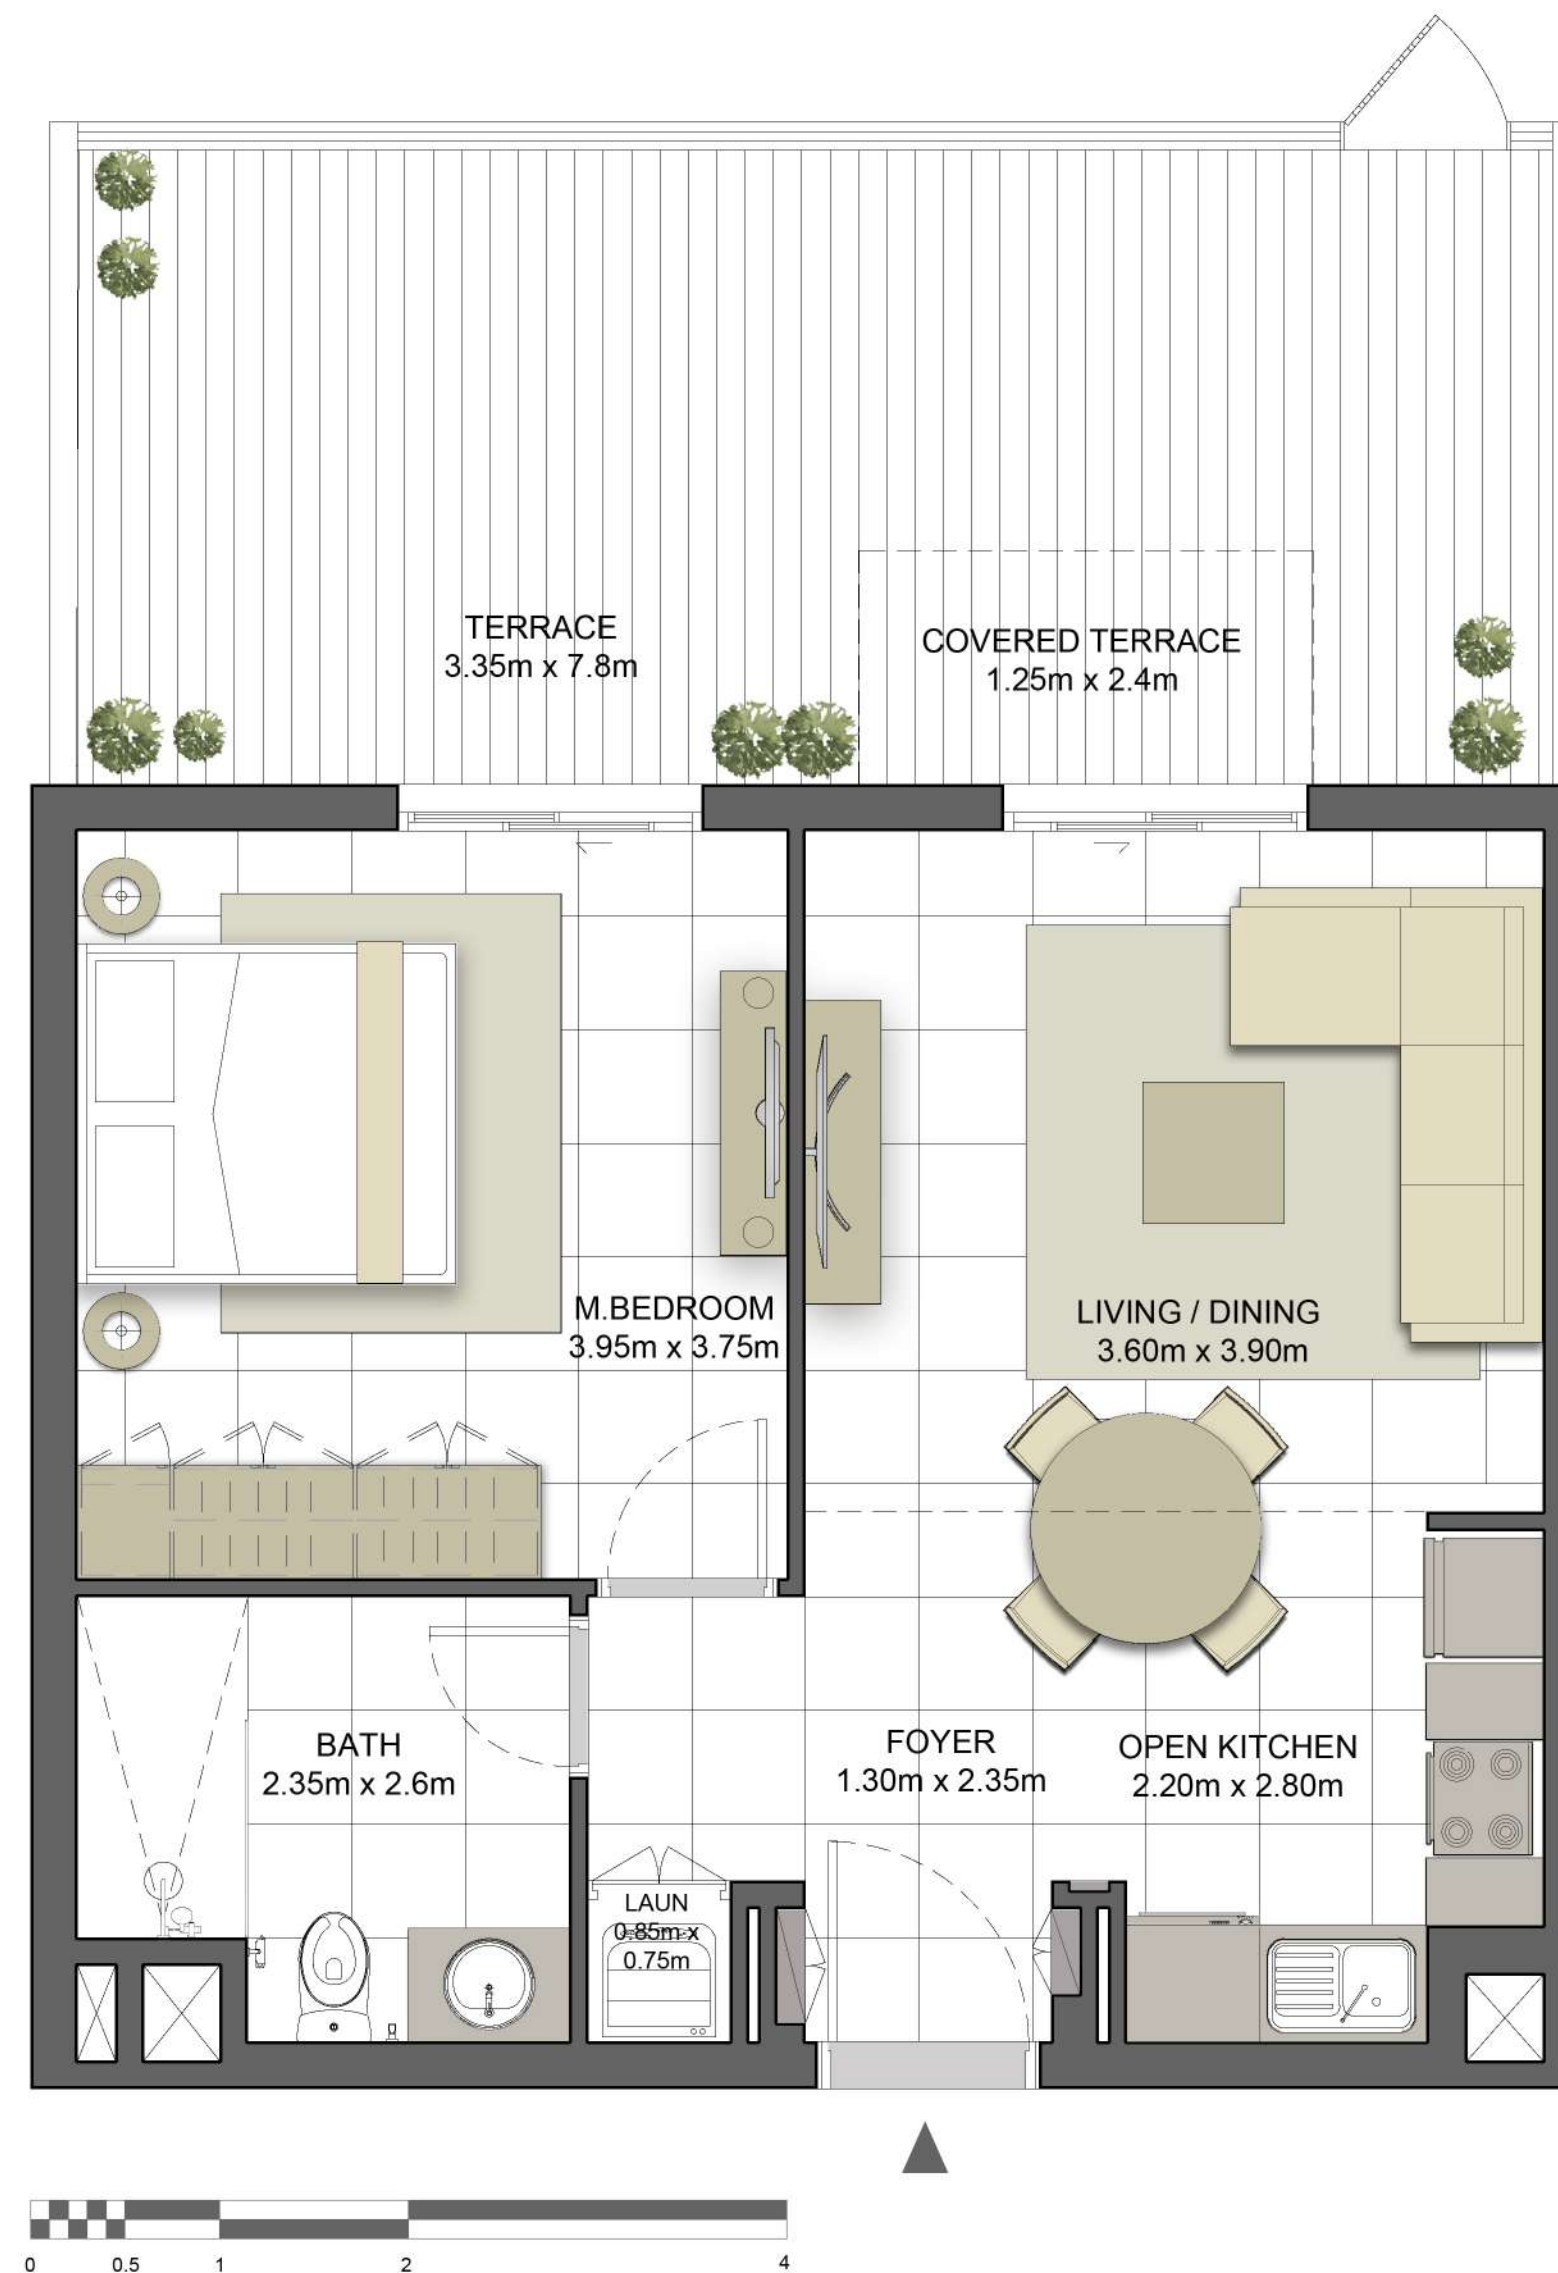 TERRACE
3.35m x 7.8m
COVERED TERRACE
1.25m x 2.4m
M.BEDROOM
3.95m x 3.75m
LIVING / DINING
3.60m x 3.90m
BATH
2.35m x 2.6m
FOYER
1.30m x 2.35m
OPEN KITCHEN
2.20m x 2.80m
LAUN
0.85m x
0.75m
0 0.5 1 2 4